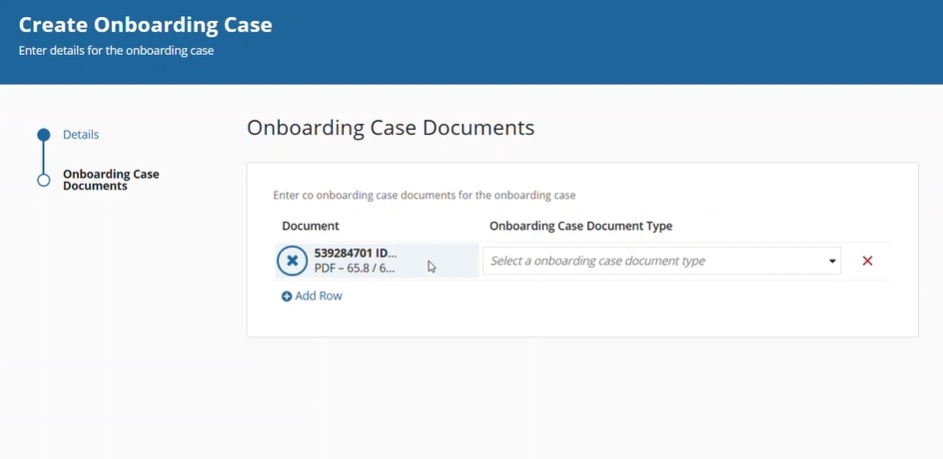 Create Onboarding Case
Enter details for the onboarding case
Details
Onboarding Case
Documents
Onboarding Case Documents
Enter co onboarding case documents for the onboarding case
Document
Onboarding Case Document Type
539284701 ID...
PDF – 65.8 / 6...
Select a onboarding case document type
Add Row